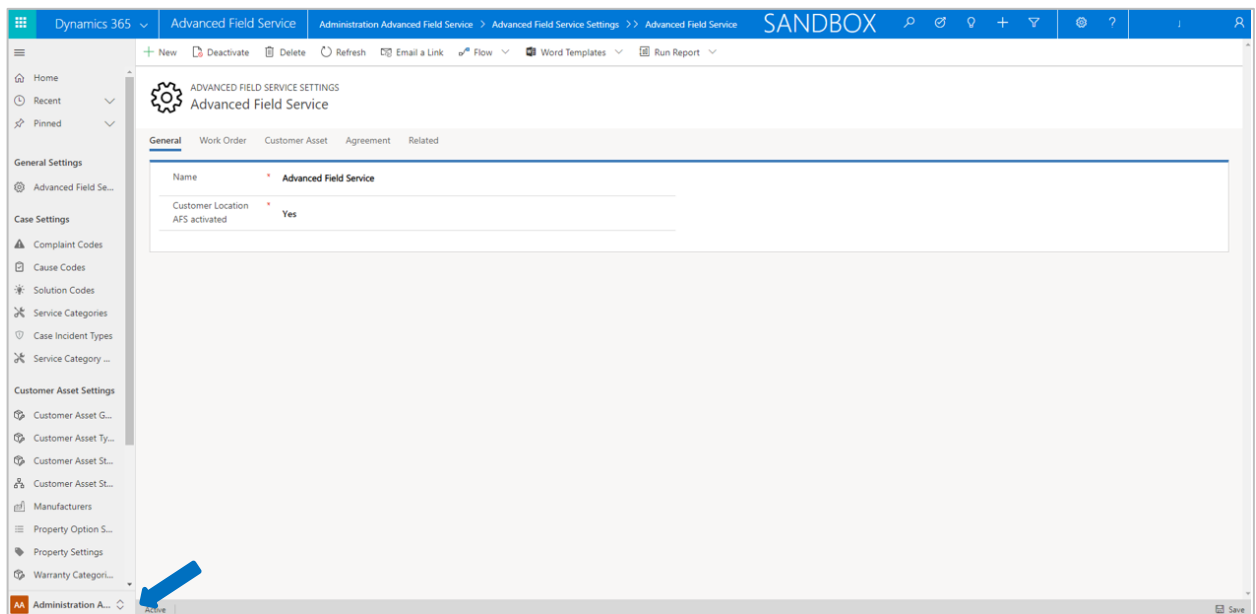 Dynamics 365 Advanced Field Service Administration Advanced Field Service > Advanced Field Service Settings >> Advanced Field Service SANDBOX
New Deactivate Delete Refresh Email a Link Flow Word Templates Run Report
Home
Recent
Pinned
General Settings
Advanced Field Se...
Case Settings
Complaint Codes
Cause Codes
Solution Codes
Service Categories
Case Incident Types
Service Category ...
Customer Asset Settings
Customer Asset G...
Customer Asset Ty...
Customer Asset St...
Customer Asset St...
Manufacturers
Property Option S...
Property Settings
Warranty Categori...
AA Administration A...
ADVANCED FIELD SERVICE SETTINGS
Advanced Field Service
General Work Order Customer Asset Agreement Related
Name * Advanced Field Service
Customer Location
AFS activated * Yes
Active Save